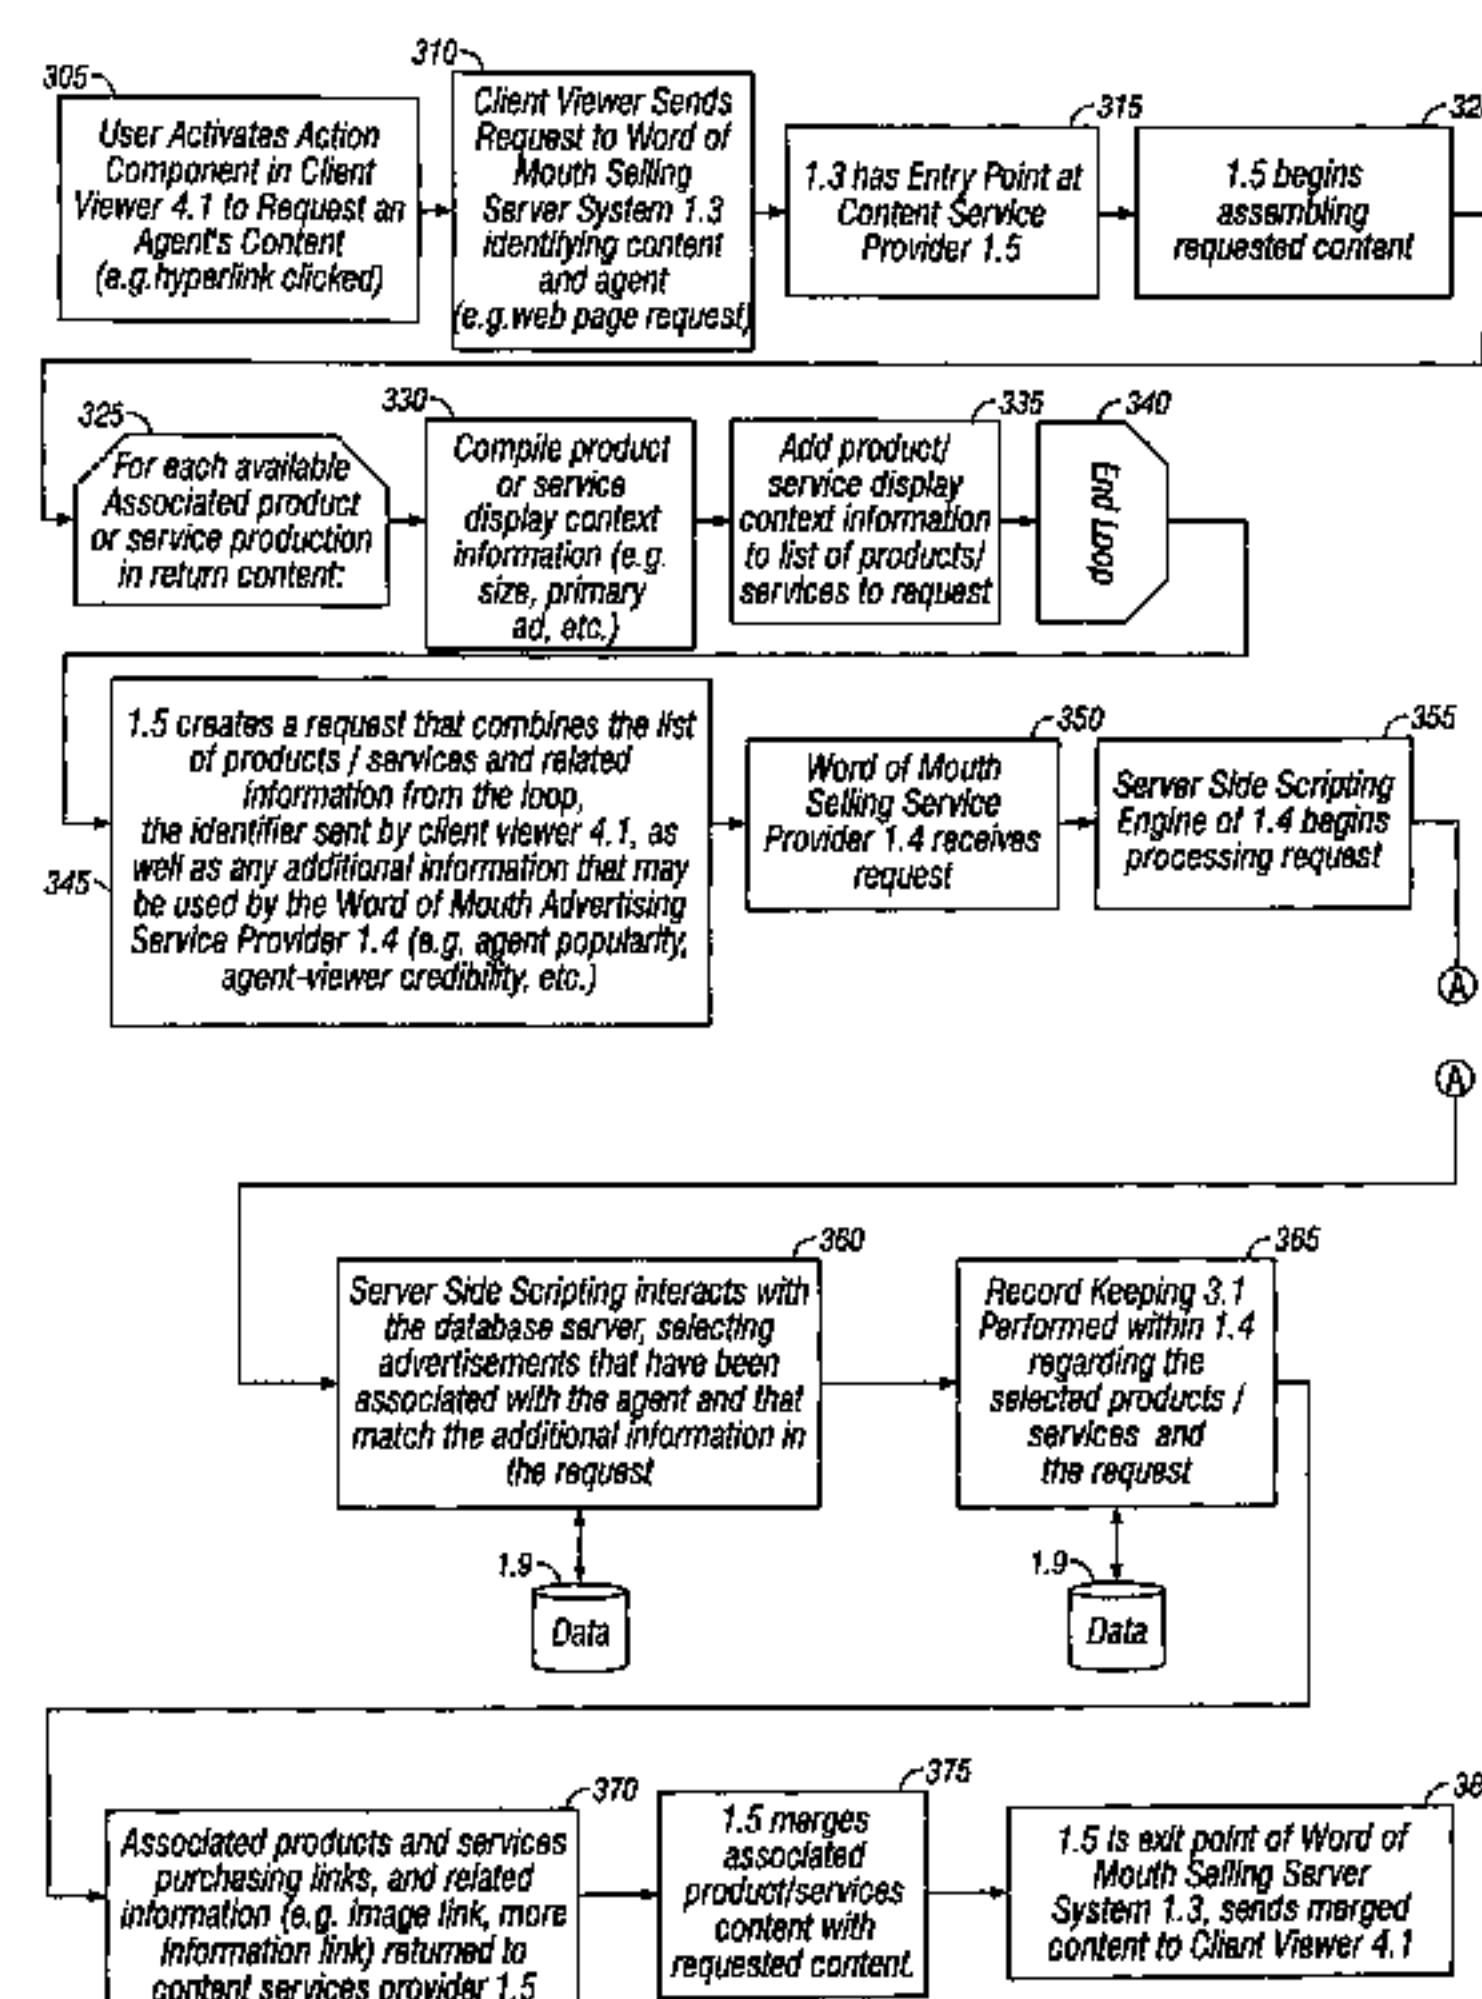 305
User Activates Action
Component in Client
Viewer 4.1 to Request an
Agent's Content
(e.g.hyperlink clicked)
310
Client Viewer Sends
Request to Word of
Mouth Selling
Server System 1.3
identifying content
and agent
(e.g.web page request)
315
1.3 has Entry Point at
Content Service
Provider 1.5
32
1.5 begins
assembling
requested content
325
For each available
Associated product
or service production
in return content:
330
Compile product
or service
display context
information (e.g.
size, primary
ad, etc.)
335
Add product/
service display
context information
to list of products/
services to request
340
End Loop
345
1.5 creates a request that combines the list
of products / services and related
information from the loop,
the identifier sent by client viewer 4.1, as
well as any additional information that may
be used by the Word of Mouth Advertising
Service Provider 1.4 (e.g. agent popularity,
agent-viewer credibility, etc.)
350
Word of Mouth
Selling Service
Provider 1.4 receives
request
355
Server Side Scripting
Engine of 1.4 begins
processing request
A
A
360
Server Side Scripting interacts with
the database server, selecting
advertisements that have been
associated with the agent and that
match the additional information in
the request
1.9
Data
365
Record Keeping 3.1
Performed within 1.4
regarding the
selected products /
services and
the request
1.9
Data
370
Associated products and services
purchasing links, and related
information (e.g. image link, more
information link) returned to
content services provider 1.5
375
1.5 merges
associated
product/services
content with
requested content.
38
1.5 is exit point of Word of
Mouth Selling Server
System 1.3, sends merged
content to Client Viewer 4.1